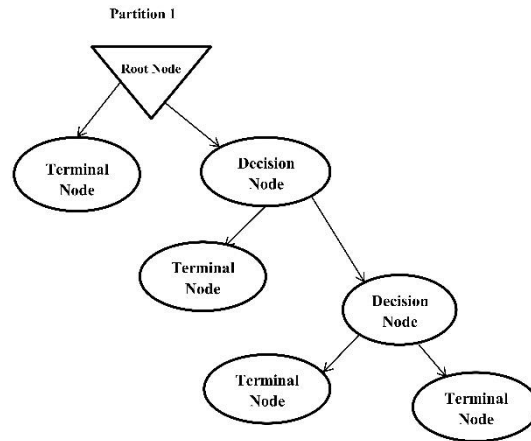 Partition 1
Root Node
Terminal
Node
Decision
Node
Terminal
Node
Decision
Node
Terminal
Node
Terminal
Node